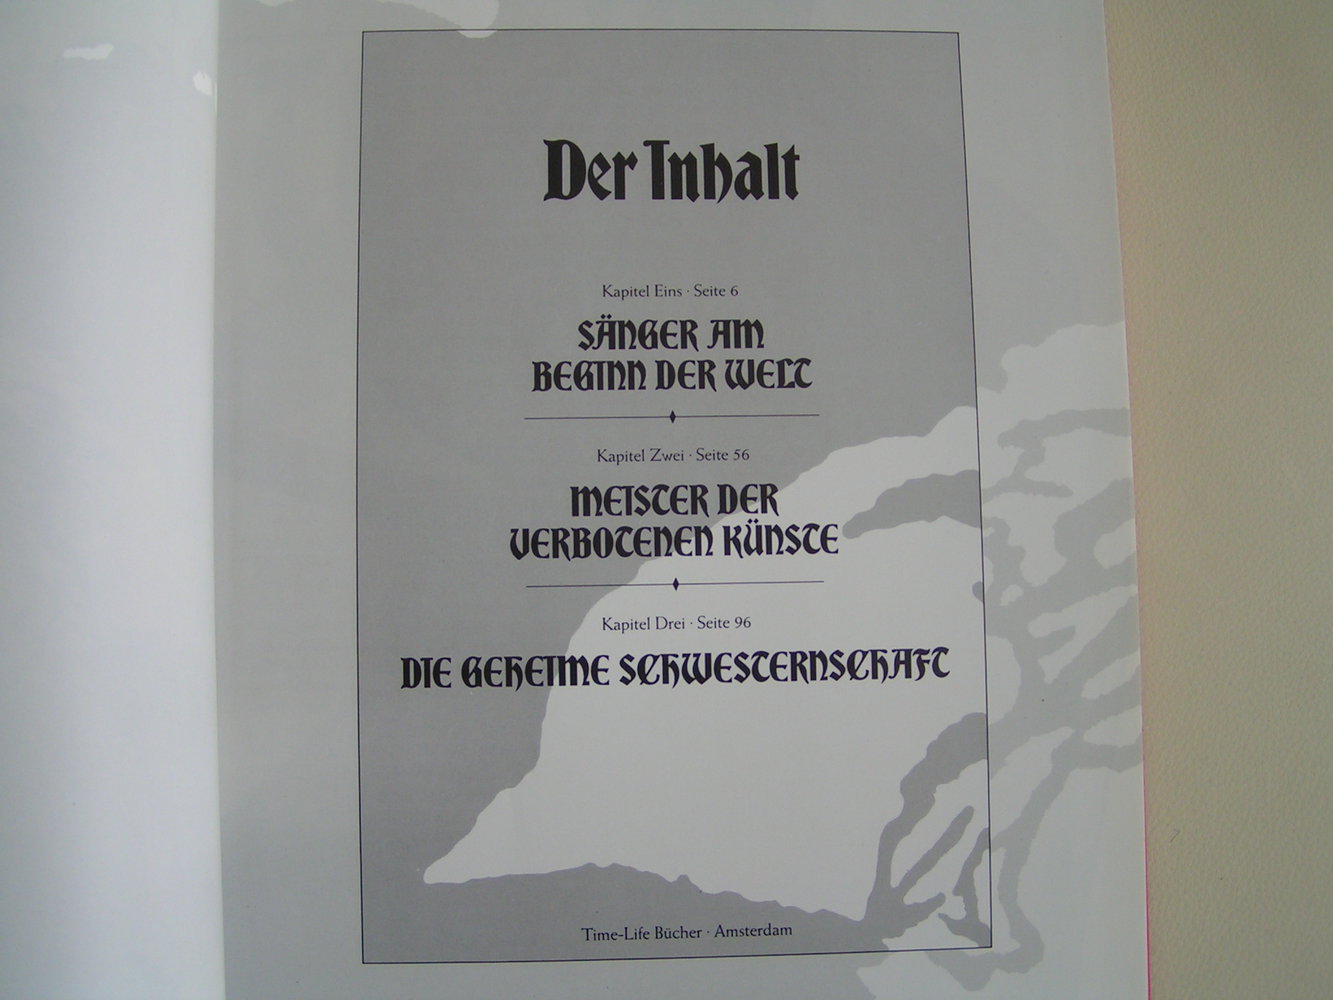 Der Inhalt
Kapitel Eins · Seite 6
SÄNGER AM
BEGINN DER WELT
Kapitel Zwei · Seite 56
MEISTER DER
VERBOTENEN KÜNSTE
Kapitel Drei · Seite 96
DIE GEHEIME SCHWESTERNSCHAFT
Time-Life Bücher · Amsterdam